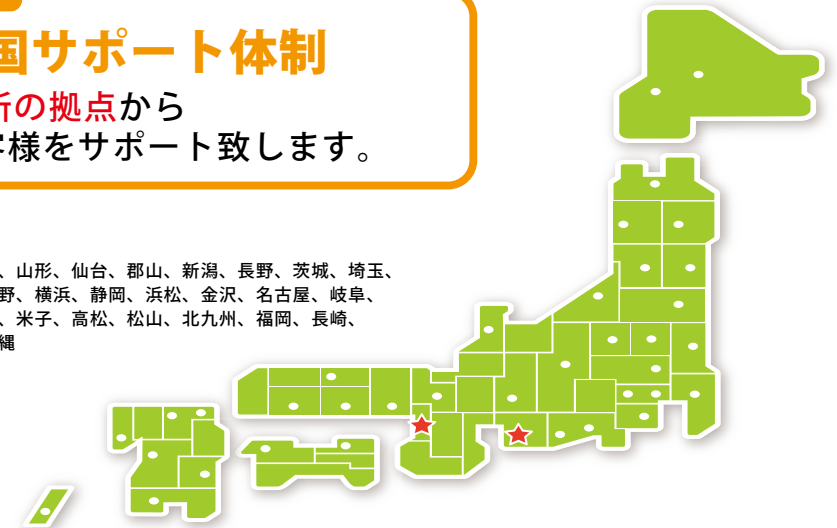 国サポート体制
所の拠点から
客様をサポート致します。
、山形、仙台、郡山、新潟、長野、茨城、埼玉、
野、横浜、静岡、浜松、金沢、名古屋、岐阜、
、米子、高松、松山、北九州、福岡、長崎、
縄